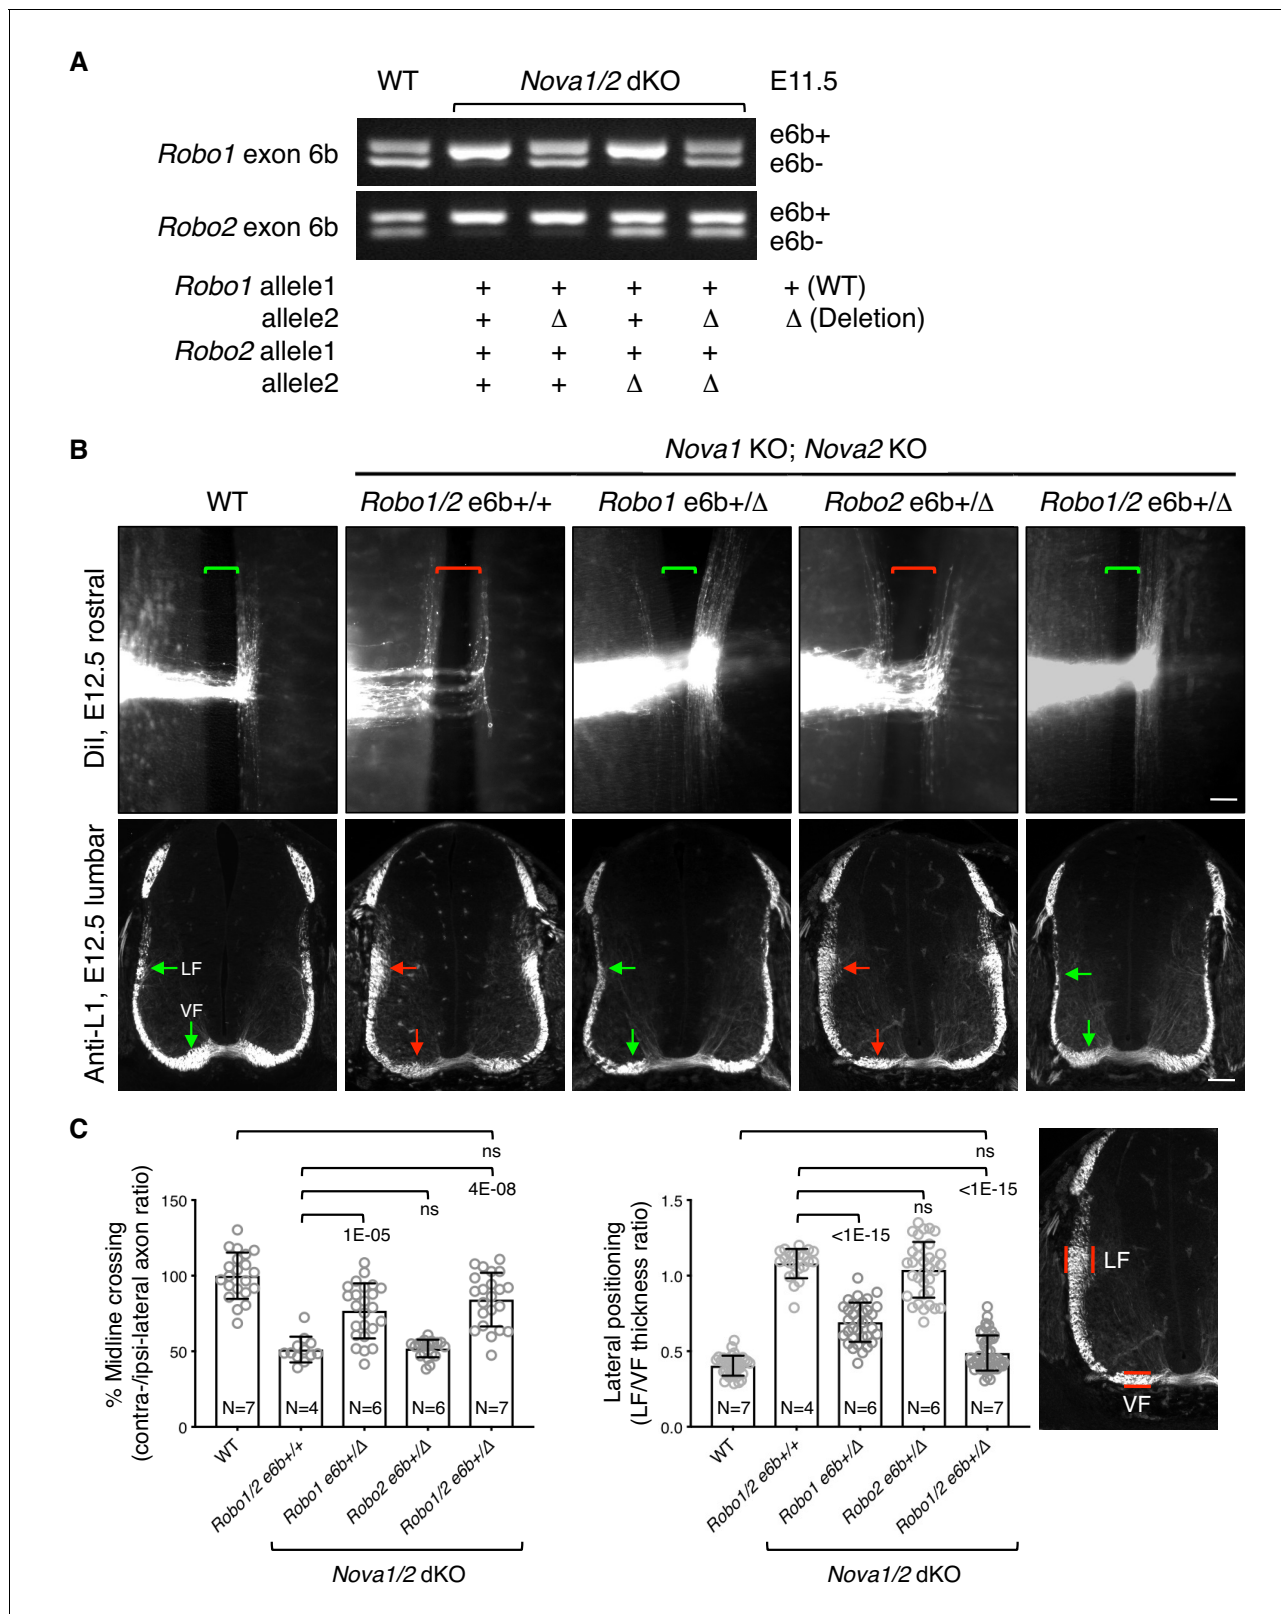 A
WT
Nova1/2 dKO
E11.5
Robo1 exon 6b
e6b+
e6b-
Robo2 exon 6b
e6b+
e6b-
Robo1 allele1 + + + + + (WT)
allele2 + Δ + Δ Δ (Deletion)
Robo2 allele1 + + + +
allele2 + + Δ Δ
B
Nova1 KO; Nova2 KO
WT
Robo1/2 e6b+/+
Robo1 e6b+/Δ
Robo2 e6b+/Δ
Robo1/2 e6b+/Δ
DiI, E12.5 rostral
Anti-L1, E12.5 lumbar
LF
VF
C
% Midline crossing
(contra-/ipsi-lateral axon ratio)
150
100
50
0
ns
4E-08
ns
1E-05
N=7 N=4 N=6 N=6 N=7
WT
Robo1/2 e6b+/+
Robo1 e6b+/Δ
Robo2 e6b+/Δ
Robo1/2 e6b+/Δ
Nova1/2 dKO
Lateral positioning
(LF/VF thickness ratio)
1.5
1.0
0.5
0.0
ns
<1E-15
ns
<1E-15
N=7 N=4 N=6 N=6 N=7
WT
Robo1/2 e6b+/+
Robo1 e6b+/Δ
Robo2 e6b+/Δ
Robo1/2 e6b+/Δ
Nova1/2 dKO
LF
VF